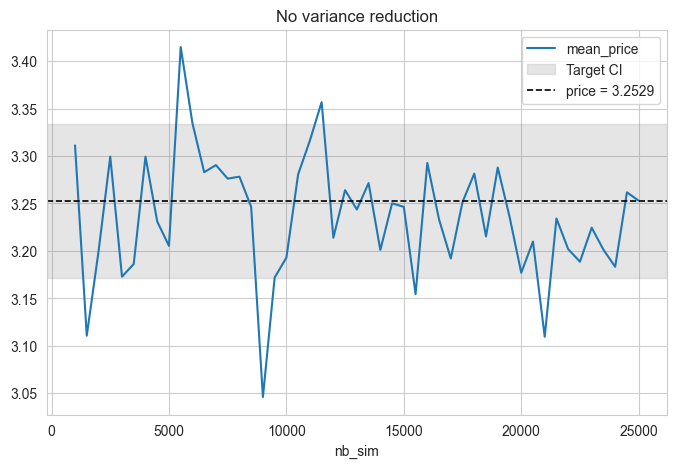 No variance reduction
mean_price
Target CI
price = 3.2529
3.40
3.35
3.30
3.25
3.20
3.15
3.10
3.05
0 5000 10000 15000 20000 25000
nb_sim